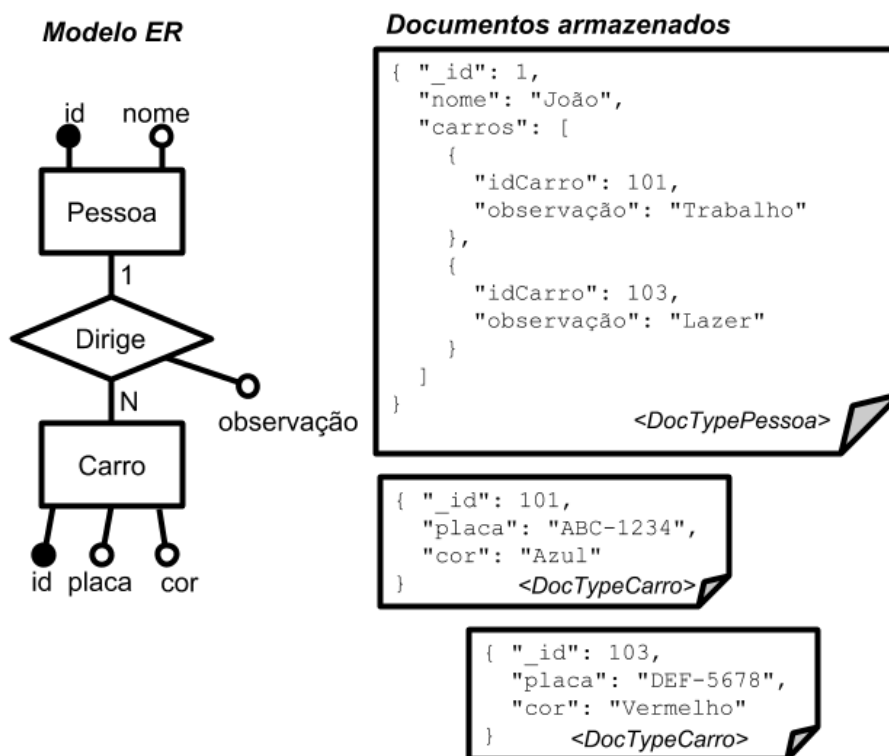 Modelo ER
id nome
Pessoa
1
Dirige
N
observação
Carro
id placa cor
Documentos armazenados
{ "_id": 1,
"nome": "João",
"carros": [
{
"idCarro": 101,
"observação": "Trabalho"
},
{
"idCarro": 103,
"observação": "Lazer"
}
]
}
<DocTypePessoa>
{ "_id": 101,
"placa": "ABC-1234",
"cor": "Azul"
}
<DocTypeCarro>
{ "_id": 103,
"placa": "DEF-5678",
"cor": "Vermelho"
}
<DocTypeCarro>